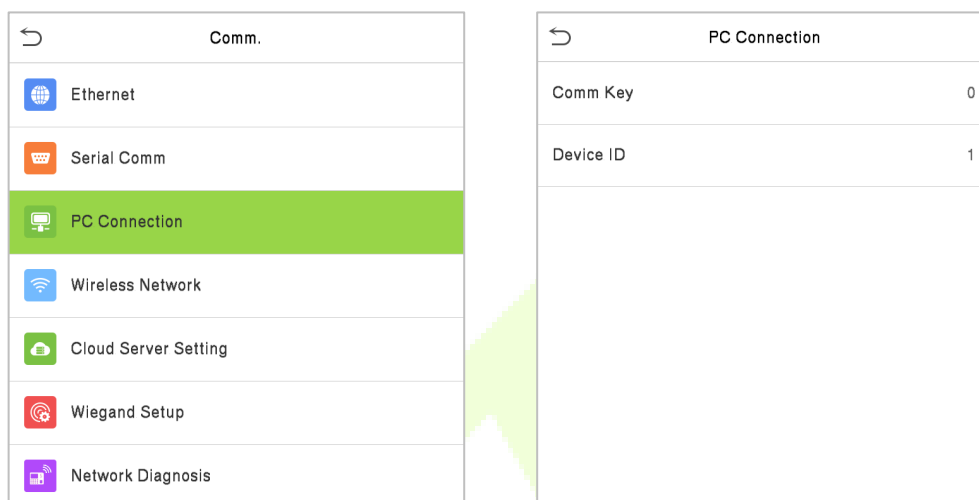 Comm.
Ethernet
Serial Comm
PC Connection
Wireless Network
Cloud Server Setting
Wiegand Setup
Network Diagnosis
PC Connection
Comm Key 0
Device ID 1